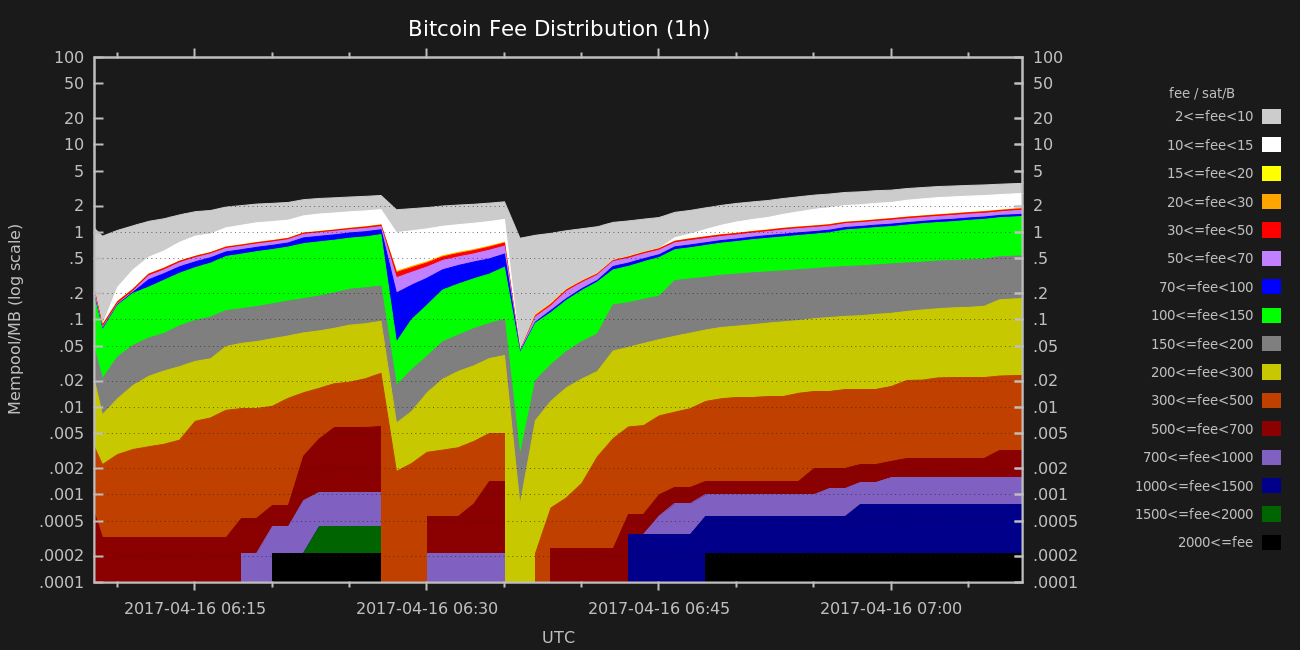 Bitcoin Fee Distribution (1h)
100 100
50 50
20 20
10 10
5 5
2 2
1 1
.5 .5
.2 .2
.1 .1
.05 .05
.02 .02
.01 .01
.005 .005
.002 .002
.001 .001
.0005 .0005
.0002 .0002
.0001 .0001
Mempool/MB (log scale)
2017-04-16 06:15 2017-04-16 06:30 2017-04-16 06:45 2017-04-16 07:00
UTC
fee / sat/B
2<=fee<10
10<=fee<15
15<=fee<20
20<=fee<30
30<=fee<50
50<=fee<70
70<=fee<100
100<=fee<150
150<=fee<200
200<=fee<300
300<=fee<500
500<=fee<700
700<=fee<1000
1000<=fee<1500
1500<=fee<2000
2000<=fee